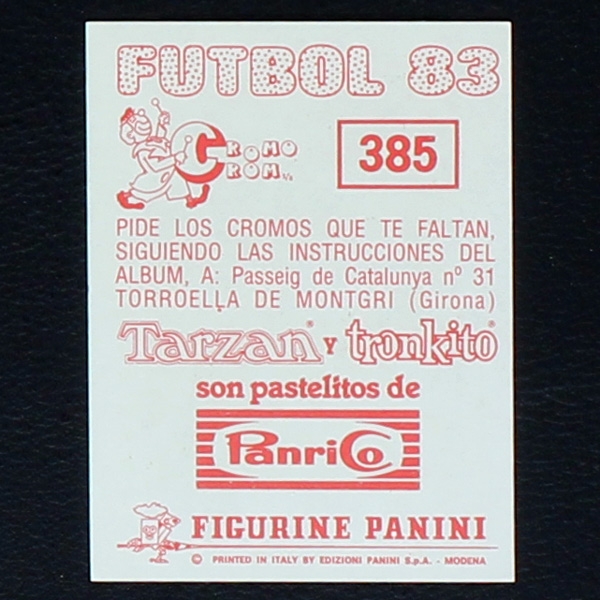 FUTBOL 83
CROMO
CROM S/A
385
PIDE LOS CROMOS QUE TE FALTAN,
SIGUIENDO LAS INSTRUCCIONES DEL
ALBUM, A: Passeig de Catalunya nº 31
TORROELLA DE MONTGRI (Girona)
Tarzan® Y tronkito®
son pastelitos de
PanriCo
FIGURINE PANINI
© PRINTED IN ITALY BY EDIZIONI PANINI S.p.A. - MODENA